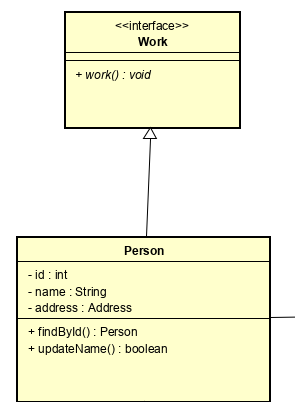 <<interface>>
Work
+ work() : void
Person
- id : int
- name : String
- address : Address
+ findById() : Person
+ updateName() : boolean